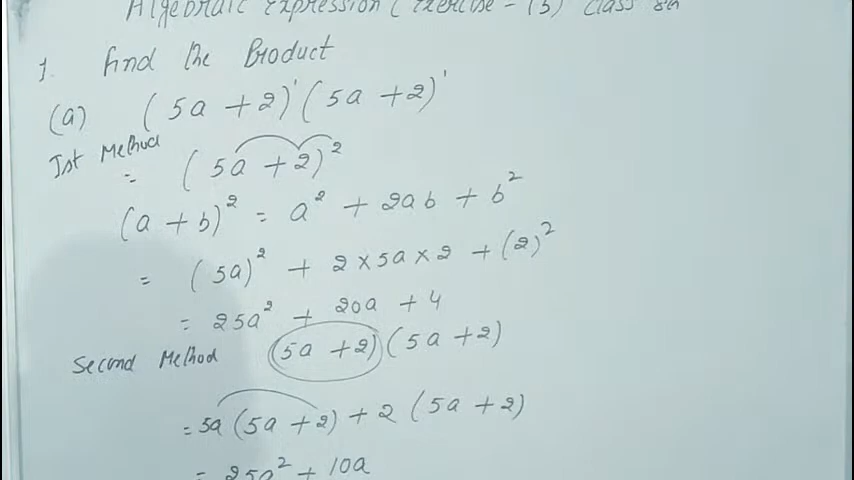 Algebraic Expression (Exercise - 13) Class 8th
1. find the Product
(a) (5a + 2)' (5a + 2)'
Ist Method
= (5a + 2)²
(a + b)² = a² + 2ab + b²
= (5a)² + 2 × 5a × 2 + (2)²
= 25a² + 20a + 4
Second Method (5a + 2) (5a + 2)
= 5a (5a + 2) + 2 (5a + 2)
= 25a² + 10a